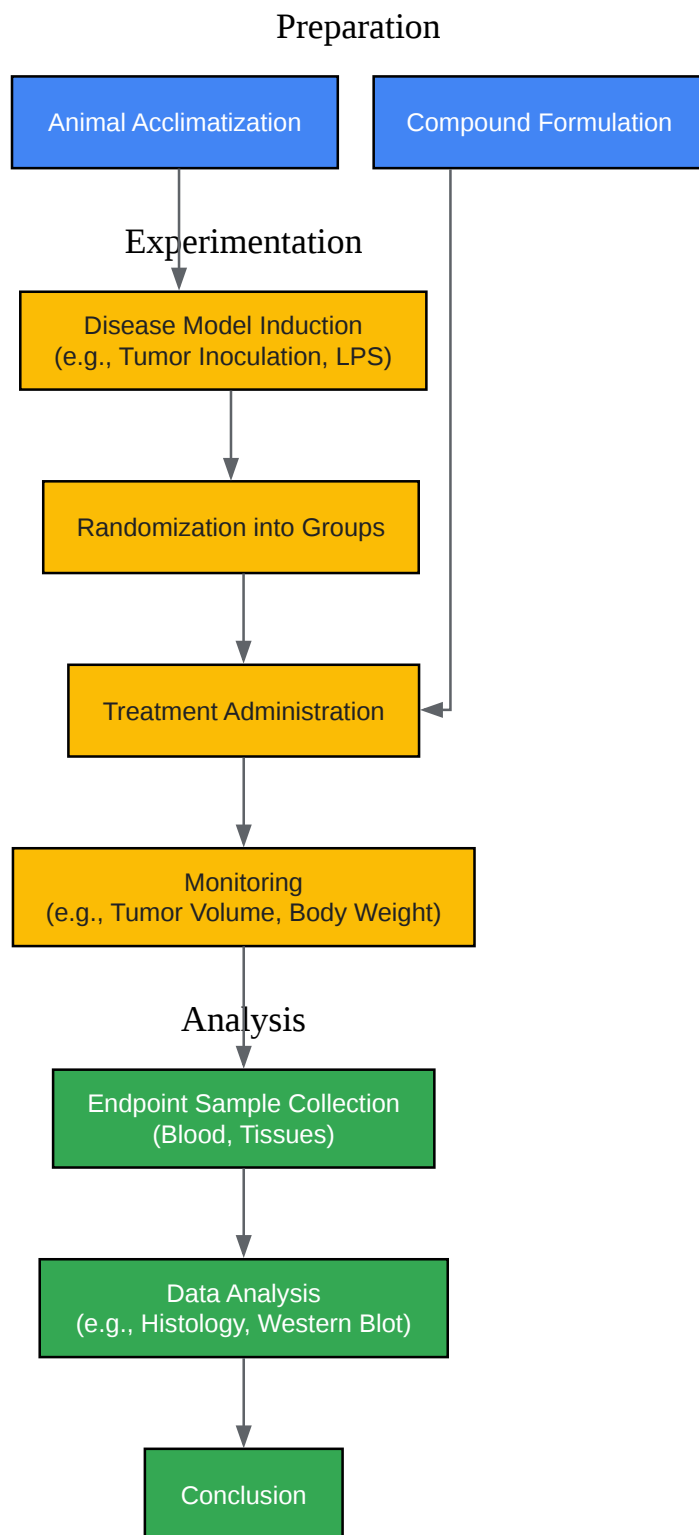 Preparation
Animal Acclimatization
Compound Formulation
Experimentation
Disease Model Induction
(e.g., Tumor Inoculation, LPS)
Randomization into Groups
Treatment Administration
Monitoring
(e.g., Tumor Volume, Body Weight)
Analysis
Endpoint Sample Collection
(Blood, Tissues)
Data Analysis
(e.g., Histology, Western Blot)
Conclusion